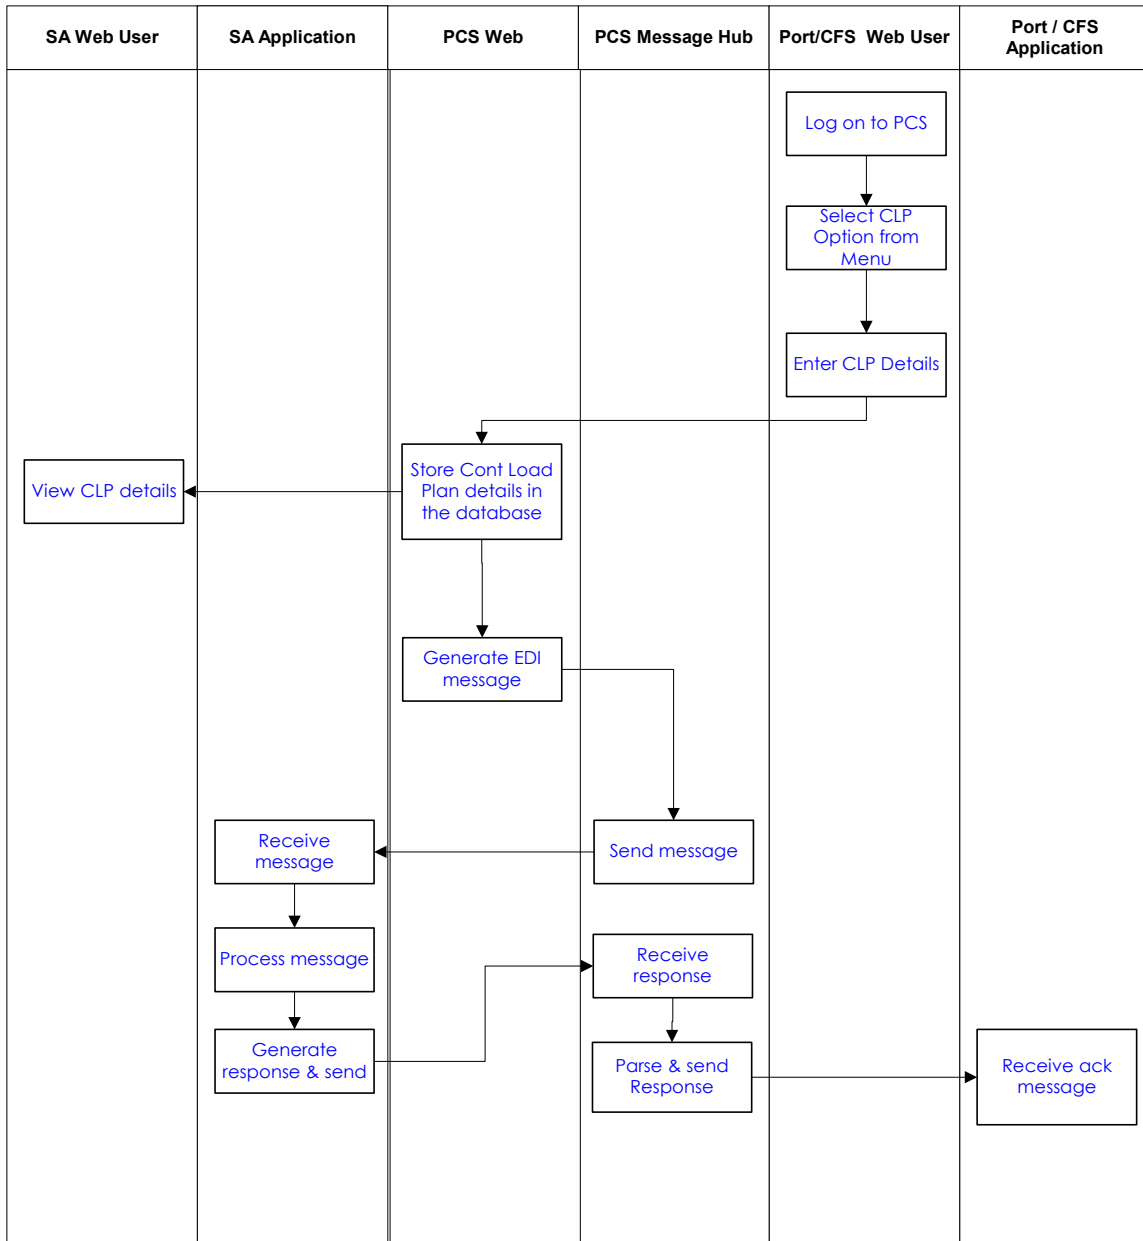 SA Web User
SA Application
PCS Web
PCS Message Hub
Port/CFS  Web User
Port / CFS
Application
Log on to PCS
Select CLP
Option from
Menu
Enter CLP Details
Store Cont Load
Plan details in
the database
View CLP details
Generate EDI
message
Receive
message
Send message
Process message
Receive
response
Generate
response & send
Parse & send
Response
Receive ack
message